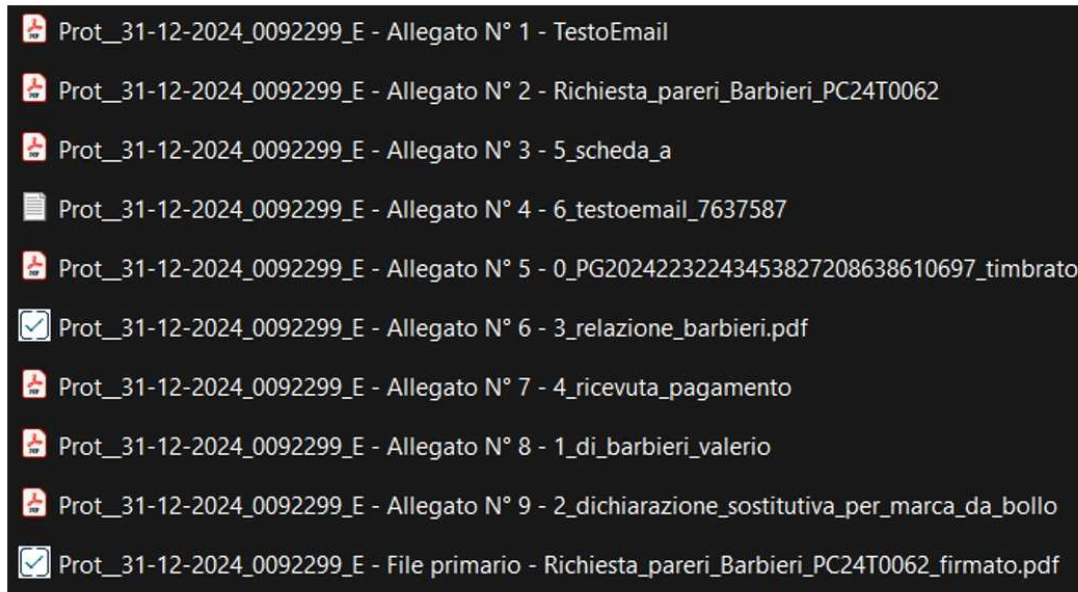 Prot__31-12-2024_0092299_E - Allegato N° 1 - TestoEmail
Prot__31-12-2024_0092299_E - Allegato N° 2 - Richiesta_pareri_Barbieri_PC24T0062
Prot__31-12-2024_0092299_E - Allegato N° 3 - 5_scheda_a
Prot__31-12-2024_0092299_E - Allegato N° 4 - 6_testoemail_7637587
Prot__31-12-2024_0092299_E - Allegato N° 5 - 0_PG2024223224345382720863861​0697_timbrato
Prot__31-12-2024_0092299_E - Allegato N° 6 - 3_relazione_barbieri.pdf
Prot__31-12-2024_0092299_E - Allegato N° 7 - 4_ricevuta_pagamento
Prot__31-12-2024_0092299_E - Allegato N° 8 - 1_di_barbieri_valerio
Prot__31-12-2024_0092299_E - Allegato N° 9 - 2_dichiarazione_sostitutiva_per_marca_da_bollo
Prot__31-12-2024_0092299_E - File primario - Richiesta_pareri_Barbieri_PC24T0062_firmato.pdf